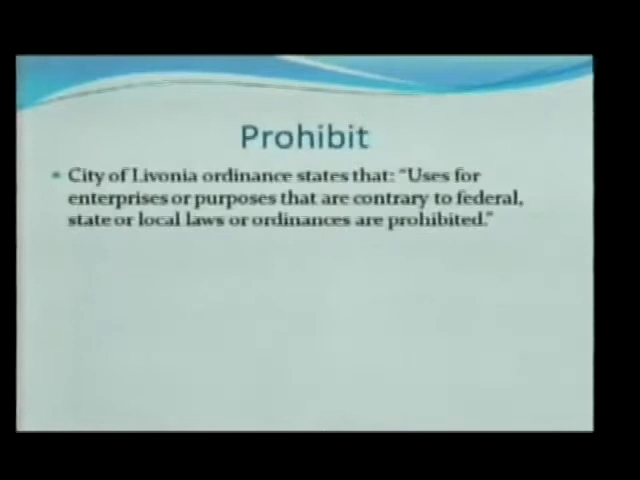 Prohibit
City of Livonia ordinance states that: “Uses for
enterprises or purposes that are contrary to federal,
state or local laws or ordinances are prohibited.”